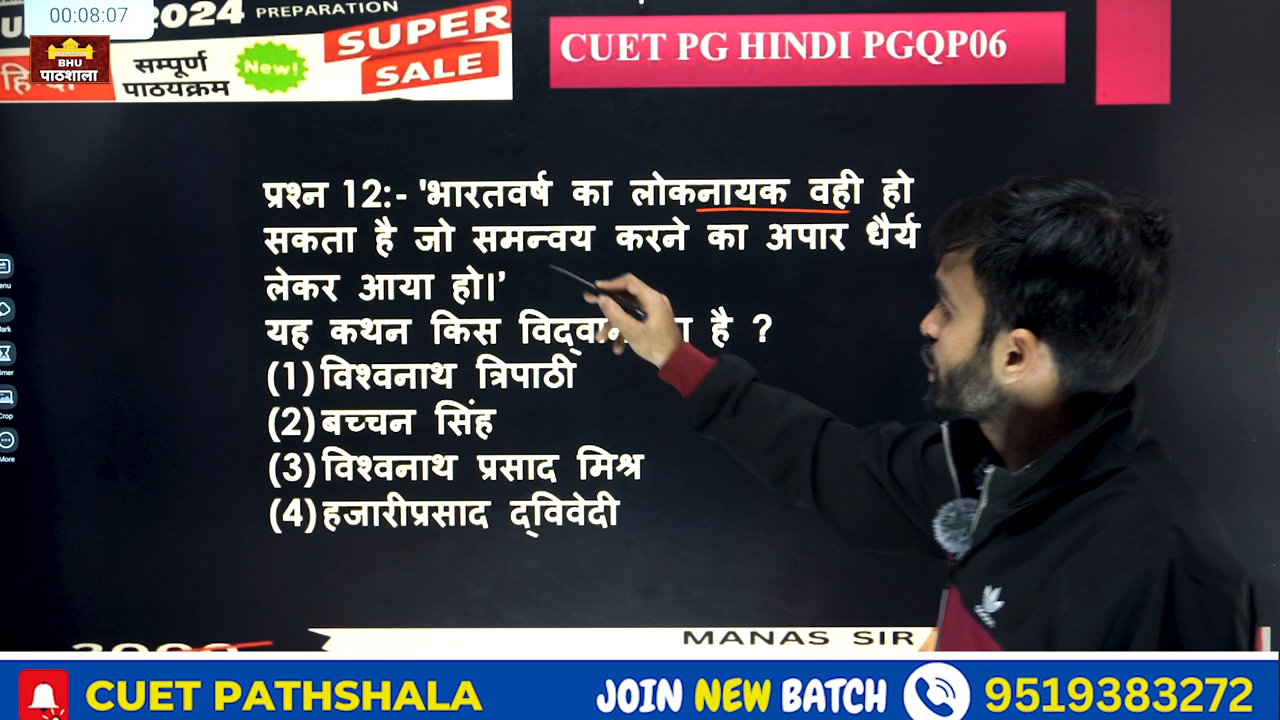 00:08:07
2024 PREPARATION
BHU
पाठशाला
सम्पूर्ण
पाठयक्रम
New!
SUPER
SALE
CUET PG HINDI PGQP06
प्रश्न 12:- 'भारतवर्ष का लोकनायक वही हो
सकता है जो समन्वय करने का अपार धैर्य
लेकर आया हो।'
यह कथन किस विद्वान है ?
(1) विश्वनाथ त्रिपाठी
(2) बच्चन सिंह
(3) विश्वनाथ प्रसाद मिश्र
(4) हजारीप्रसाद द्विवेदी
Crop
More
MANAS SIR
CUET PATHSHALA
JOIN NEW BATCH
9519383272